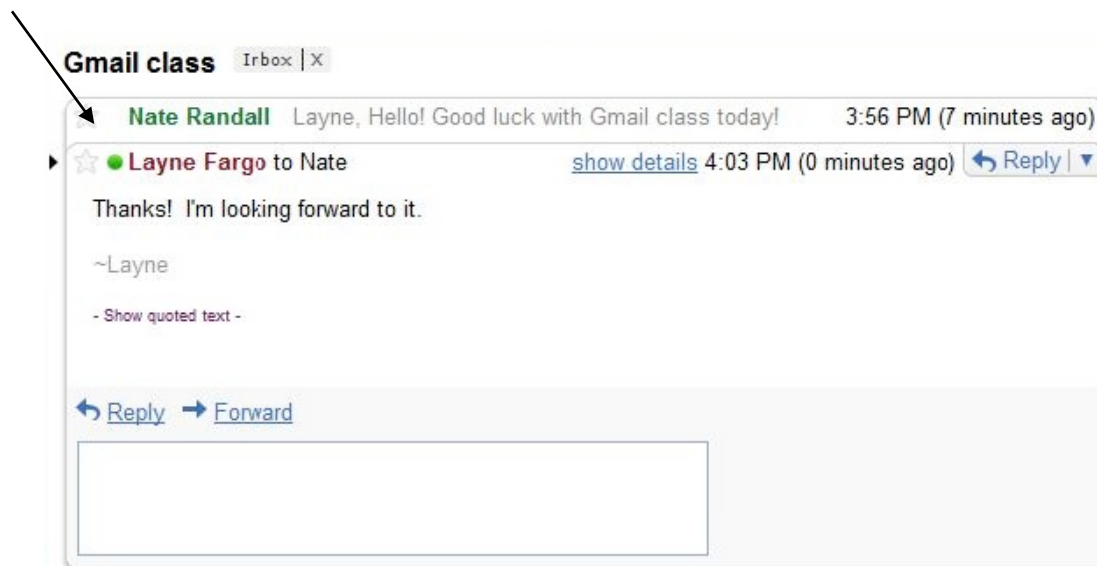 Gmail class Irbox | X
Nate Randall Layne, Hello! Good luck with Gmail class today! 3:56 PM (7 minutes ago)
Layne Fargo to Nate show details 4:03 PM (0 minutes ago) Reply
Thanks! I'm looking forward to it.
~Layne
- Show quoted text -
Reply Forward